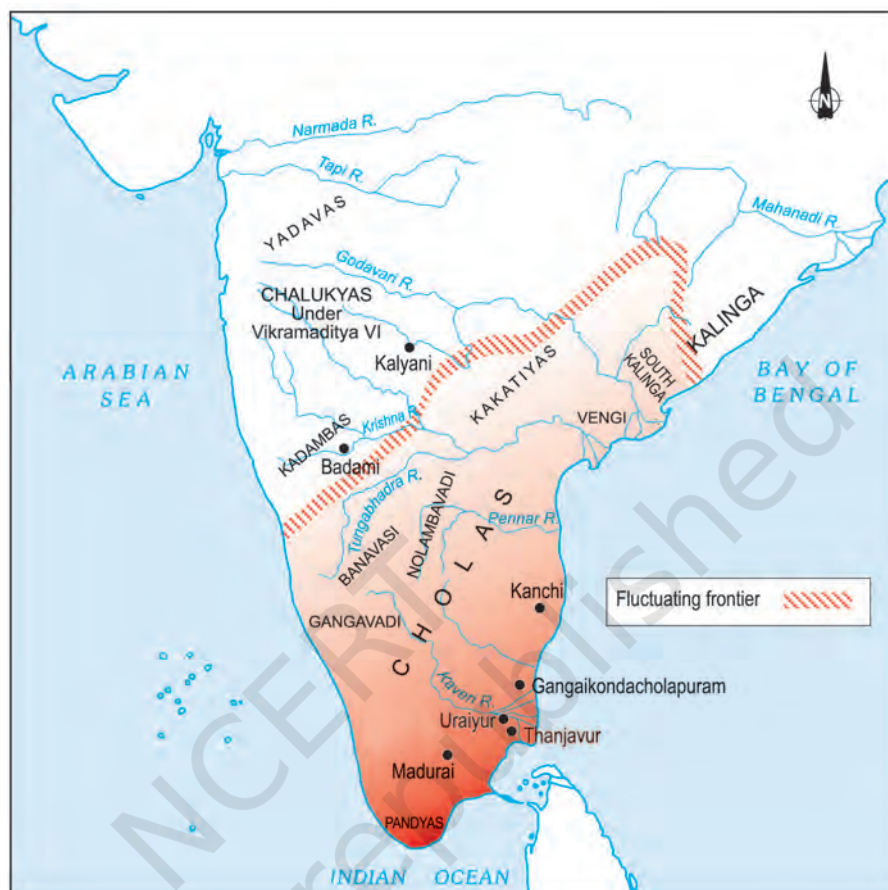 Narmada R.
Tapi R.
Mahanadi R.
YADAVAS
Godavari R.
CHALUKYAS
Under
Vikramaditya VI
Kalyani
KALINGA
ARABIAN
SEA
BAY OF
BENGAL
KAKATIYAS
SOUTH
KALINGA
VENGI
KADAMBAS
Krishna R.
Badami
Tungabhadra R.
BANAVASI
NOLAMBAVADI
Pennar R.
CHOLAS
Kanchi
Fluctuating frontier
GANGAVADI
Kaveri R.
Gangaikondacholapuram
Uraiyur
Thanjavur
Madurai
PANDYAS
INDIAN OCEAN
N
NCERT
republished